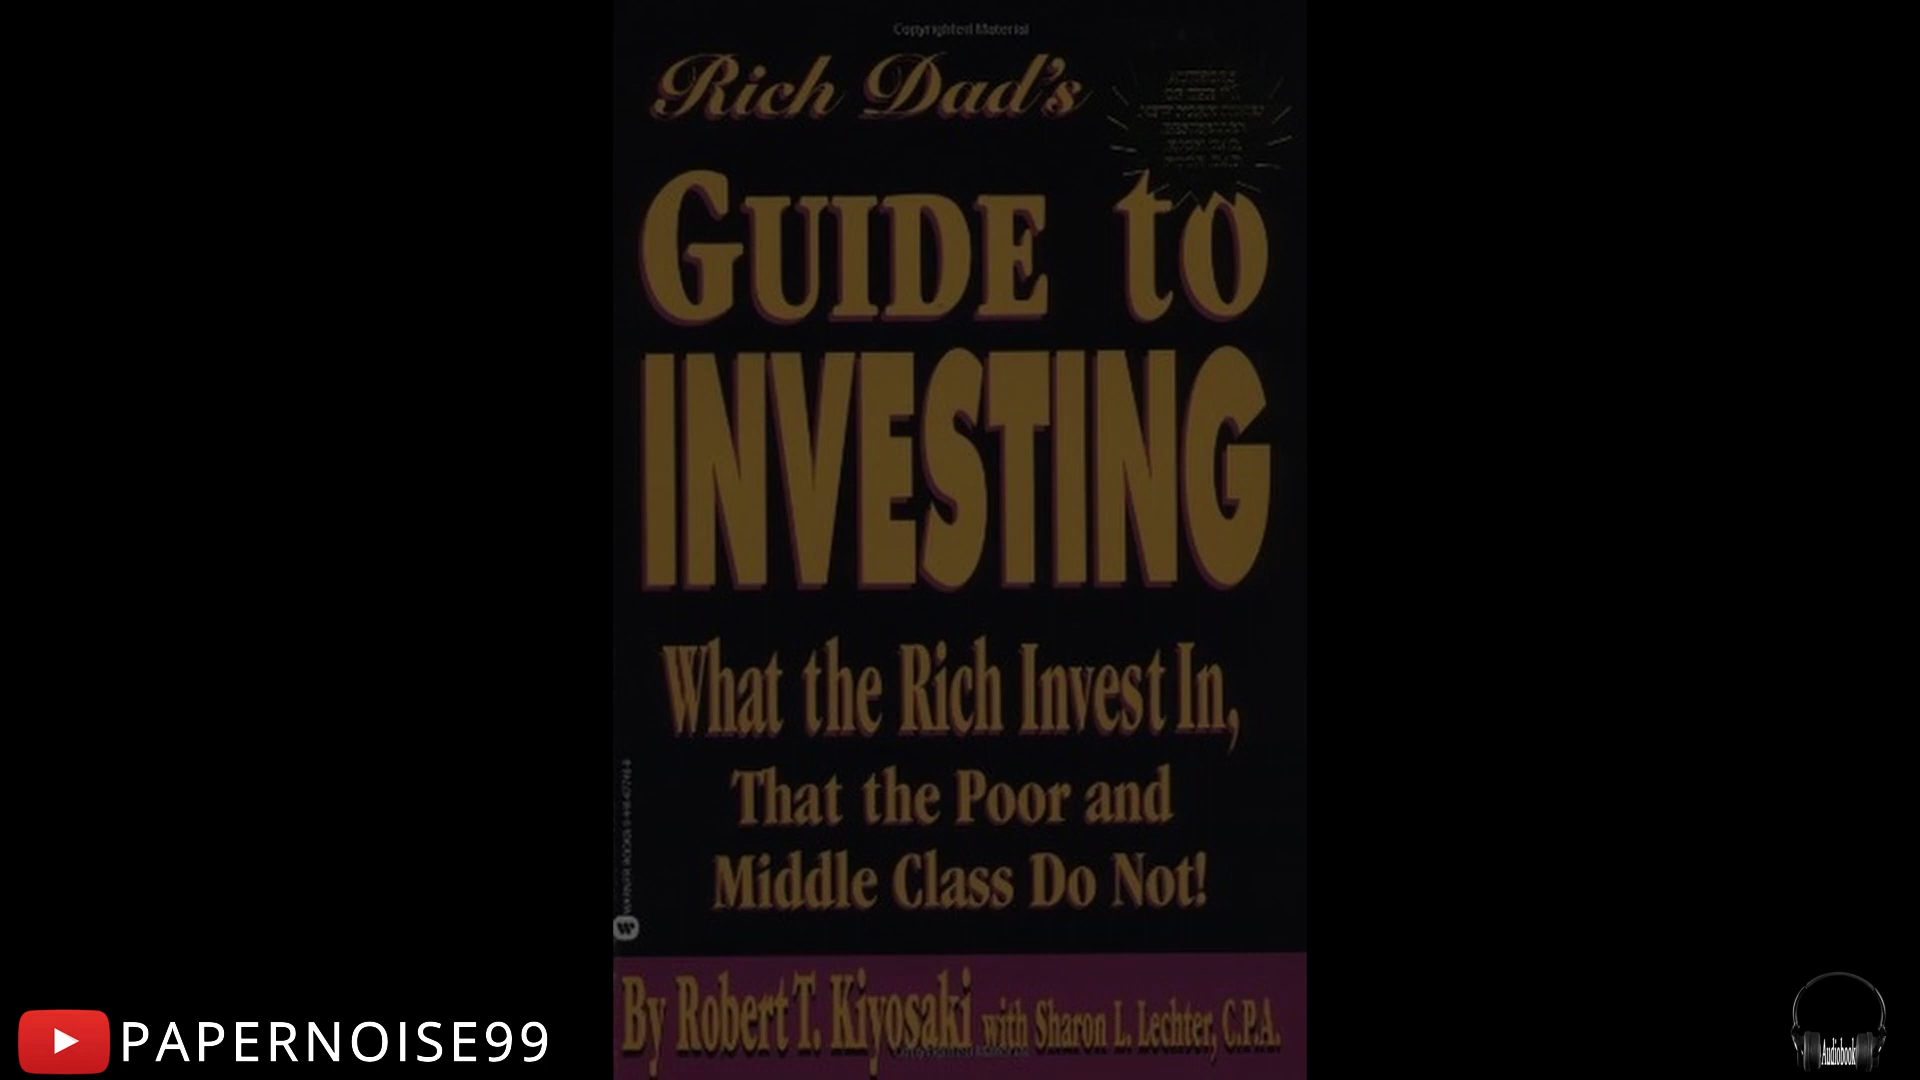 Copyrighted Material
Rich Dad's
GUIDE to
INVESTING
What the Rich Invest In,
That the Poor and
Middle Class Do Not!
By Robert T. Kiyosaki with Sharon L. Lechter, C.P.A.
PAPERNOISE99
Audiobook